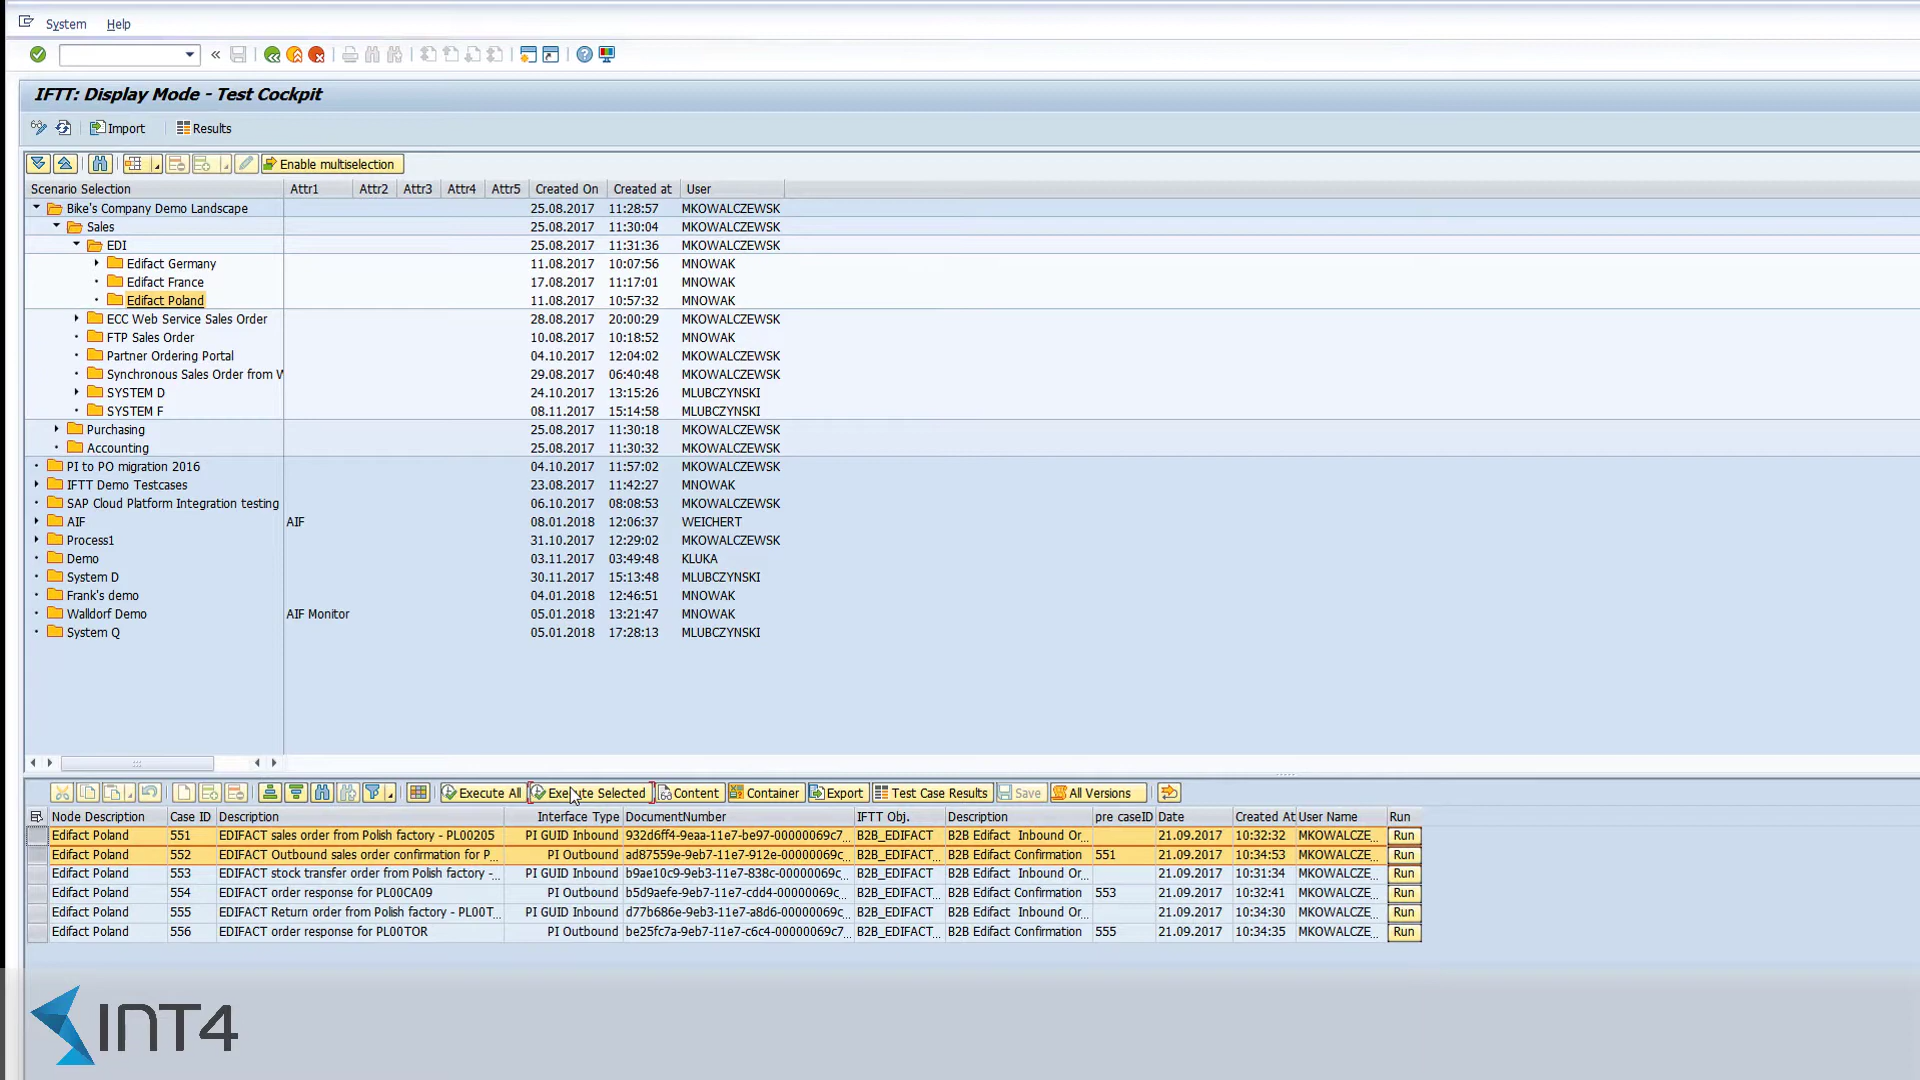 System Help
IFTT: Display Mode - Test Cockpit
Import Results
Enable multiselection
Scenario Selection Attr1 Attr2 Attr3 Attr4 Attr5 Created On Created at User
Bike's Company Demo Landscape 25.08.2017 11:28:57 MKOWALCZEWSK
Sales 25.08.2017 11:30:04 MKOWALCZEWSK
EDI 25.08.2017 11:31:36 MKOWALCZEWSK
Edifact Germany 11.08.2017 10:07:56 MNOWAK
Edifact France 17.08.2017 11:17:01 MNOWAK
Edifact Poland 11.08.2017 10:57:32 MNOWAK
ECC Web Service Sales Order 28.08.2017 20:00:29 MKOWALCZEWSK
FTP Sales Order 10.08.2017 10:18:52 MNOWAK
Partner Ordering Portal 04.10.2017 12:04:02 MKOWALCZEWSK
Synchronous Sales Order from 29.08.2017 06:40:48 MKOWALCZEWSK
SYSTEM D 24.10.2017 13:15:26 MLUBCZYNSKI
SYSTEM F 08.11.2017 15:14:58 MLUBCZYNSKI
Purchasing 25.08.2017 11:30:18 MKOWALCZEWSK
Accounting 25.08.2017 11:30:32 MKOWALCZEWSK
PI to PO migration 2016 04.10.2017 11:57:02 MKOWALCZEWSK
IFTT Demo Testcases 23.08.2017 11:42:27 MNOWAK
SAP Cloud Platform Integration testing 06.10.2017 08:08:53 MKOWALCZEWSK
AIF AIF 08.01.2018 12:06:37 WEICHERT
Process1 31.10.2017 12:29:02 MKOWALCZEWSK
Demo 03.11.2017 03:49:48 KLUKA
System D 30.11.2017 15:13:48 MLUBCZYNSKI
Frank's demo 04.01.2018 12:46:51 MNOWAK
Walldorf Demo AIF Monitor 05.01.2018 13:21:47 MNOWAK
System Q 05.01.2018 17:28:13 MLUBCZYNSKI
Execute All Execute Selected Content Container Export Test Case Results Save All Versions
Node Description Case ID Description Interface Type DocumentNumber IFTT Obj. Description pre caseID Date Created At User Name Run
Edifact Poland 551 EDIFACT sales order from Polish factory - PL00205 PI GUID Inbound 932d6ff4-9eaa-11e7-be97-00000069c7... B2B_EDIFACT B2B Edifact Inbound Or... 21.09.2017 10:32:32 MKOWALCZE... Run
Edifact Poland 552 EDIFACT Outbound sales order confirmation for P... PI Outbound ad87559e-9eb7-11e7-912e-00000069c... B2B_EDIFACT... B2B Edifact Confirmation 551 21.09.2017 10:34:53 MKOWALCZE... Run
Edifact Poland 553 EDIFACT stock transfer order from Polish factory -... PI GUID Inbound b9ae10c9-9eb3-11e7-838c-00000069c... B2B_EDIFACT B2B Edifact Inbound Or... 21.09.2017 10:31:34 MKOWALCZE... Run
Edifact Poland 554 EDIFACT order response for PL00CA09 PI Outbound b5d9aefe-9eb7-11e7-cdd4-00000069c... B2B_EDIFACT... B2B Edifact Confirmation 553 21.09.2017 10:32:41 MKOWALCZE... Run
Edifact Poland 555 EDIFACT Return order from Polish factory - PL00T... PI GUID Inbound d77b686e-9eb3-11e7-a8d6-00000069c... B2B_EDIFACT B2B Edifact Inbound Or... 21.09.2017 10:34:30 MKOWALCZE... Run
Edifact Poland 556 EDIFACT order response for PL00TOR PI Outbound be25fc7a-9eb7-11e7-c6c4-00000069c7... B2B_EDIFACT... B2B Edifact Confirmation 555 21.09.2017 10:34:35 MKOWALCZE... Run
INT4